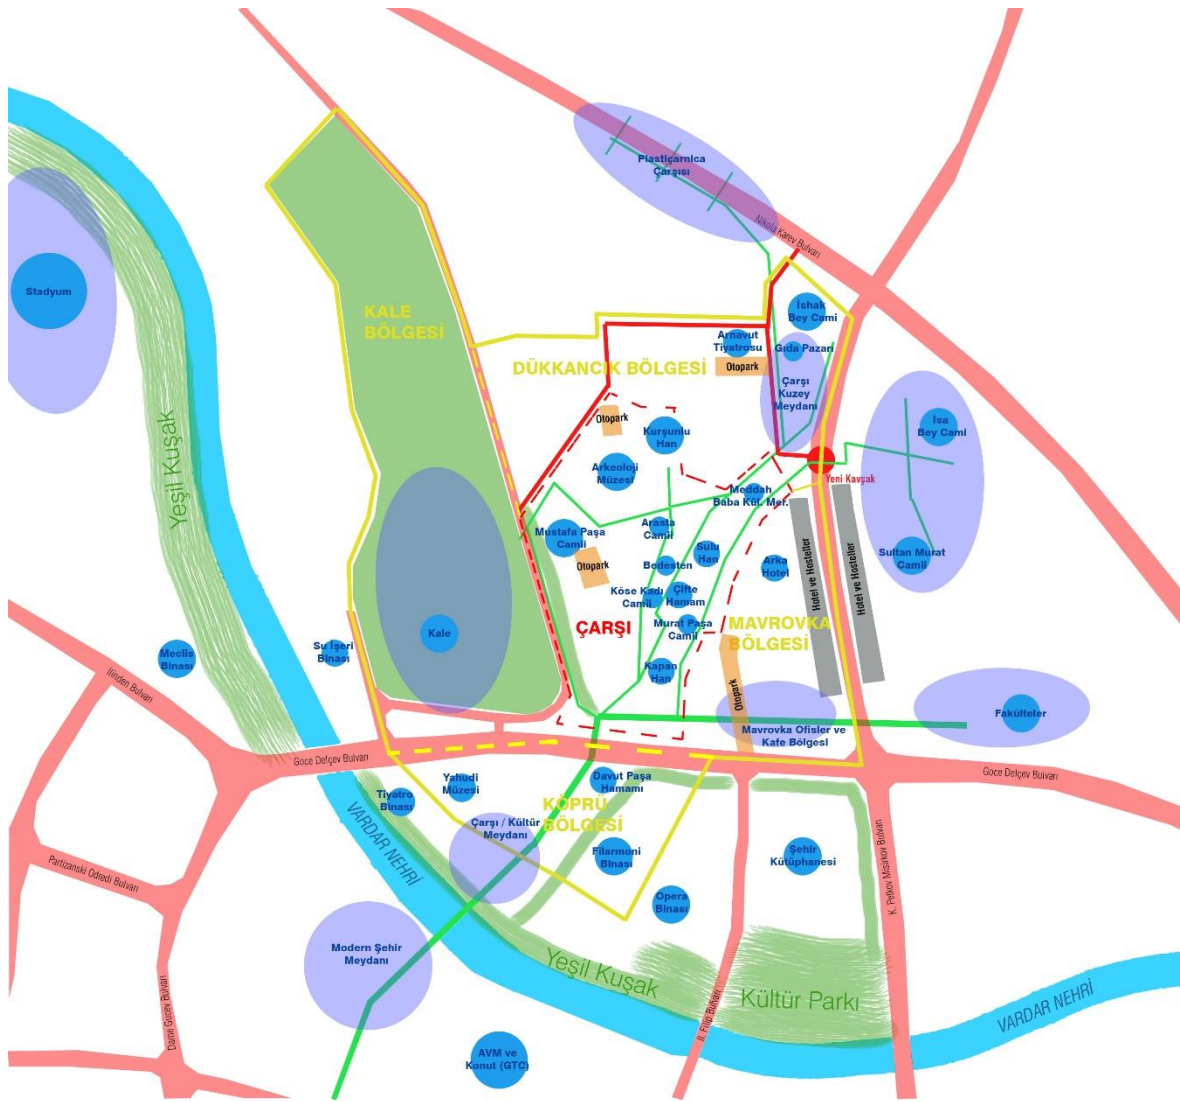 Plastiçarnica
Çarşısı
Nikola Karev Bulvarı
Stadyum
KALE
BÖLGESİ
İshak
Bey Cami
Arnavut
Tiyatrosu
Gıda Pazarı
DÜKKANCIK BÖLGESİ
Otopark
Çarşı
Kuzey
Meydanı
Yeşil Kuşak
Otopark
Kurşunlu
Han
İsa
Bey Cami
Arkeoloji
Müzesi
Yeni Kavşak
Meddah
Baba Kül. Mer.
Mustafa Paşa
Camii
Arasta
Camii
Sulu
Han
Otopark
Bedesten
Arka
Hotel
Hotel ve Hosteller
Hotel ve Hosteller
Sultan Murat
Camii
Köse Kadı
Camii
Çifte
Hamam
ÇARŞI
Murat Paşa
Camii
MAVROVKA
BÖLGESİ
Kale
Su İşeri
Binası
Meclis
Binası
Kapan
Han
Otopark
İlinden Bulvarı
Fakülteler
Mavrovka Ofisler ve
Kafe Bölgesi
Goce Delçev Bulvarı
Goce Delçev Bulvarı
Yahudi
Müzesi
Davut Paşa
Hamamı
Tiyatro
Binası
KÖPRÜ
BÖLGESİ
Çarşı / Kültür
Meydanı
VARDAR NEHRİ
Filarmoni
Binası
Şehir
Kütüphanesi
K. Petkov Misirkov Bulvarı
Partizanski Odredi Bulvarı
Opera
Binası
Modern Şehir
Meydanı
Yeşil Kuşak
Kültür Parkı
VARDAR NEHRİ
Dame Gucev Bulvarı
II. Filip Bulvarı
AVM ve
Konut (GTC)